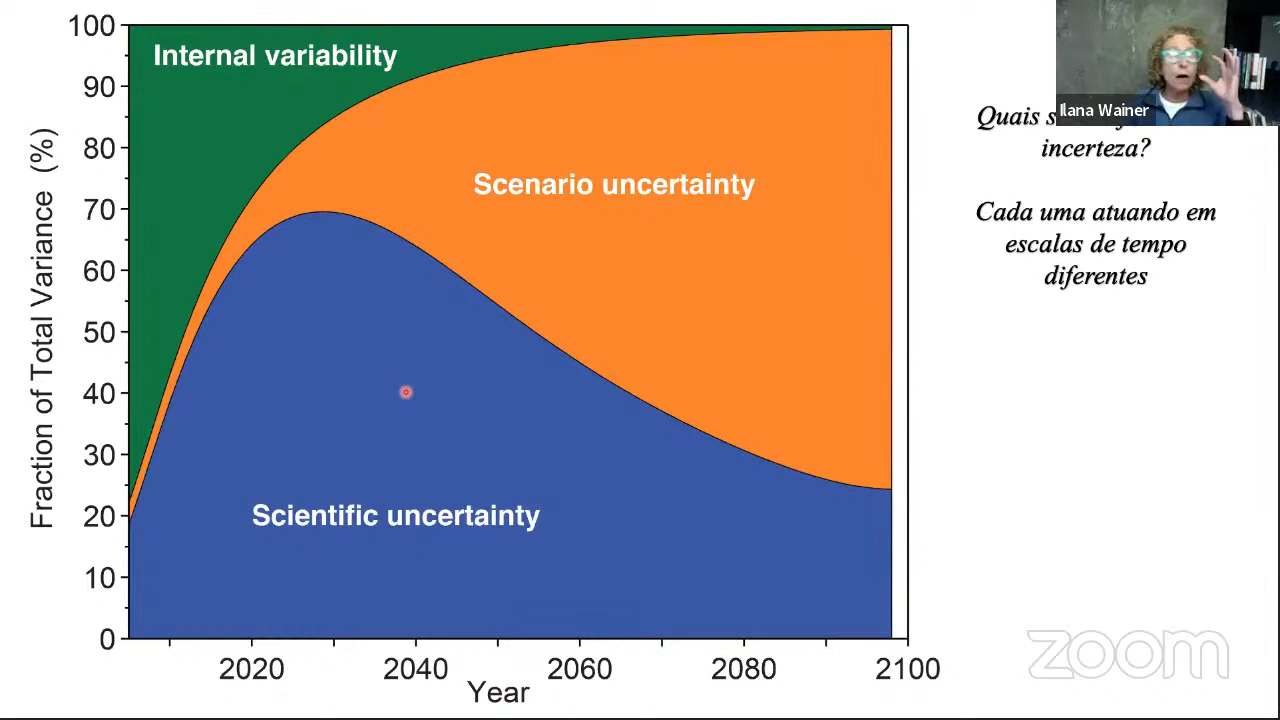 100
90
80
70
60
50
40
30
20
10
0
Fraction of Total Variance (%)
Internal variability
Scenario uncertainty
Scientific uncertainty
2020
2040
2060
2080
2100
Year
Ilana Wainer
Quais
incerteza?
Cada uma atuando em
escalas de tempo
diferentes
zoom